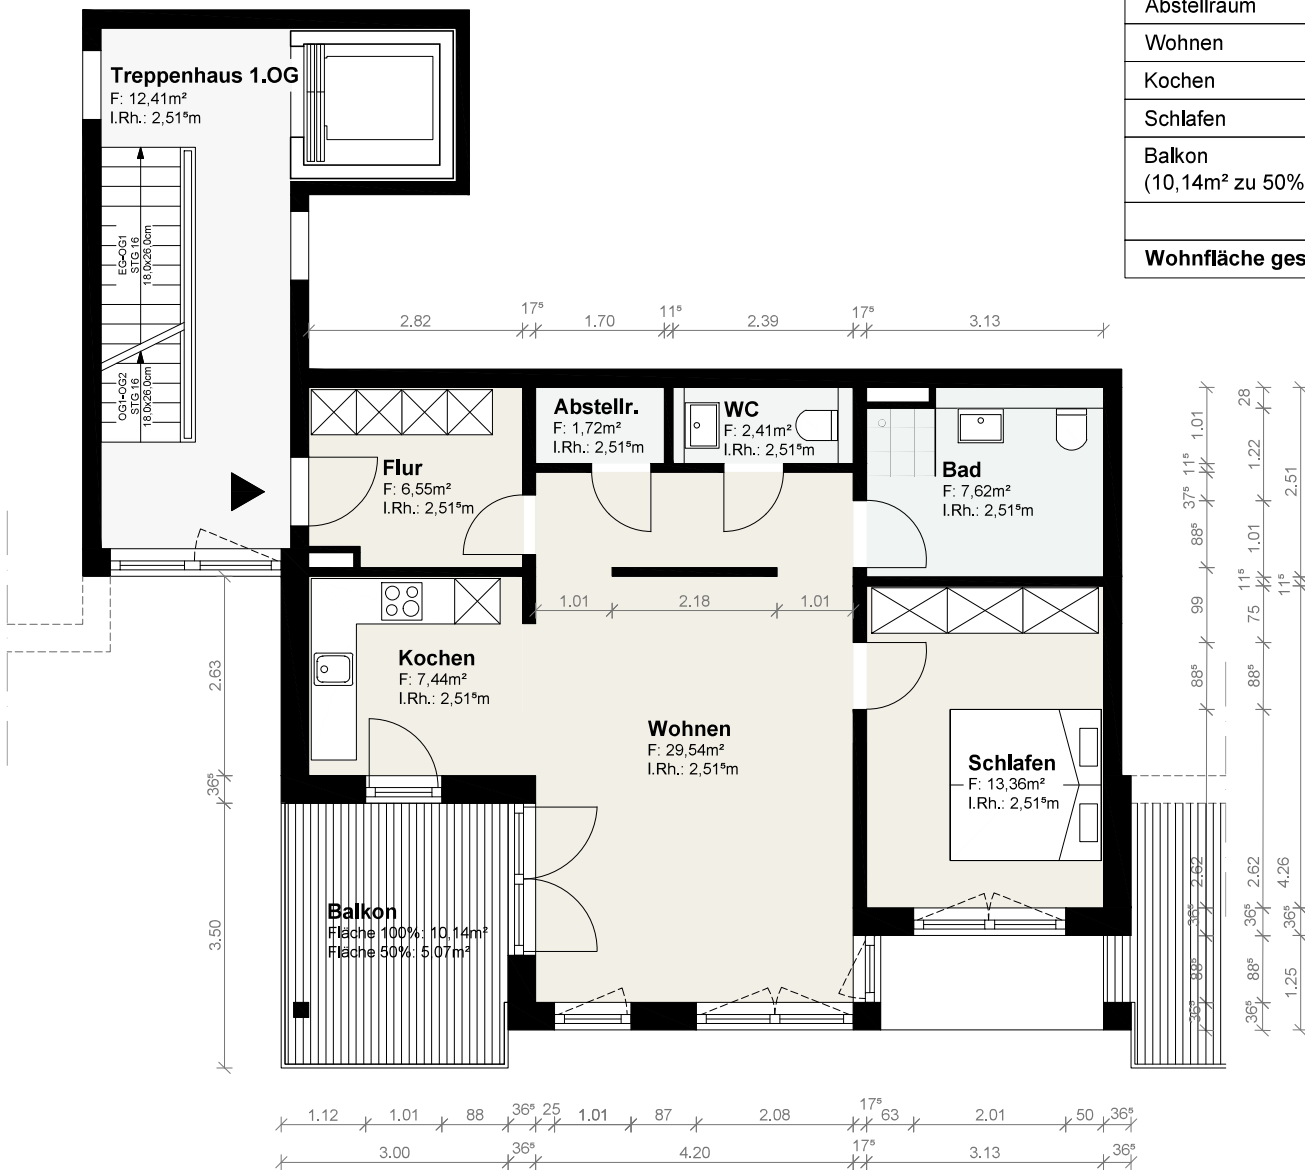 Abstellraum
Wohnen
Kochen
Schlafen
Balkon
(10,14m² zu 50%
Wohnfläche ges
Treppenhaus 1.OG
F: 12,41m²
l.Rh.: 2,51⁵m
EG-OG1
STG 16
18,0x26,0cm
OG1-OG2
STG 16
18,0x26,0cm
2.82
17⁵
1.70
11⁵
2.39
17⁵
3.13
Abstellr.
F: 1,72m²
l.Rh.: 2,51⁵m
WC
F: 2,41m²
l.Rh.: 2,51⁵m
Flur
F: 6,55m²
l.Rh.: 2,51⁵m
Bad
F: 7,62m²
l.Rh.: 2,51⁵m
1.01
2.18
1.01
Kochen
F: 7,44m²
l.Rh.: 2,51⁵m
Wohnen
F: 29,54m²
l.Rh.: 2,51⁵m
Schlafen
F: 13,36m²
l.Rh.: 2,51⁵m
Balkon
Fläche 100%: 10,14m²
Fläche 50%: 5,07m²
2.63
36⁵
3.50
1.01
11⁵
37⁵
88⁵
99
88⁵
2.62
36⁵
88⁵
36⁵
28
1.22
1.01
11⁵
75
88⁵
2.62
36⁵
88⁵
36⁵
2.51
11⁵
4.26
36⁵
1.25
1.12
1.01
88
36⁵
25
1.01
87
2.08
17⁵
63
2.01
50
36⁵
3.00
36⁵
4.20
17⁵
3.13
36⁵